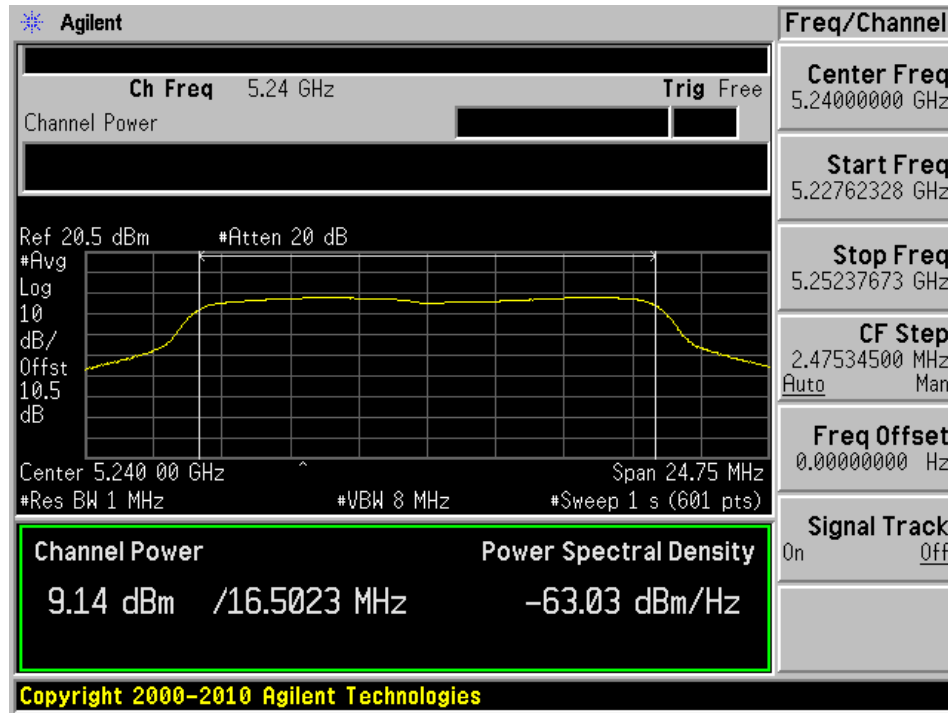 Agilent
Freq/Channel
Ch Freq 5.24 GHz Trig Free
Channel Power
Center Freq
5.24000000 GHz
Start Freq
5.22762328 GHz
Stop Freq
5.25237673 GHz
CF Step
2.47534500 MHz
Auto Man
Freq Offset
0.00000000 Hz
Signal Track
On Off
Ref 20.5 dBm #Atten 20 dB
#Avg
Log
10
dB/
Offst
10.5
dB
Center 5.240 00 GHz ^ Span 24.75 MHz
#Res BW 1 MHz #VBW 8 MHz #Sweep 1 s (601 pts)
Channel Power Power Spectral Density
9.14 dBm /16.5023 MHz -63.03 dBm/Hz
Copyright 2000-2010 Agilent Technologies